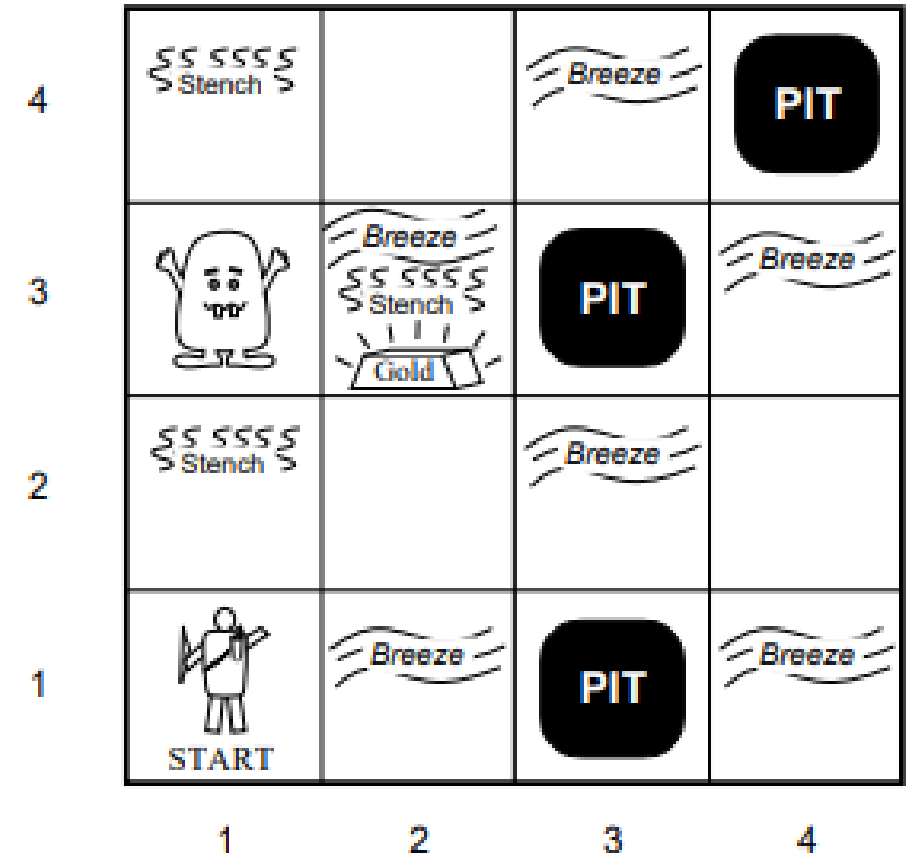 4 Stench Breeze PIT
Breeze
3 Stench PIT Breeze
Gold
2 Stench Breeze
1 START Breeze PIT Breeze
1 2 3 4